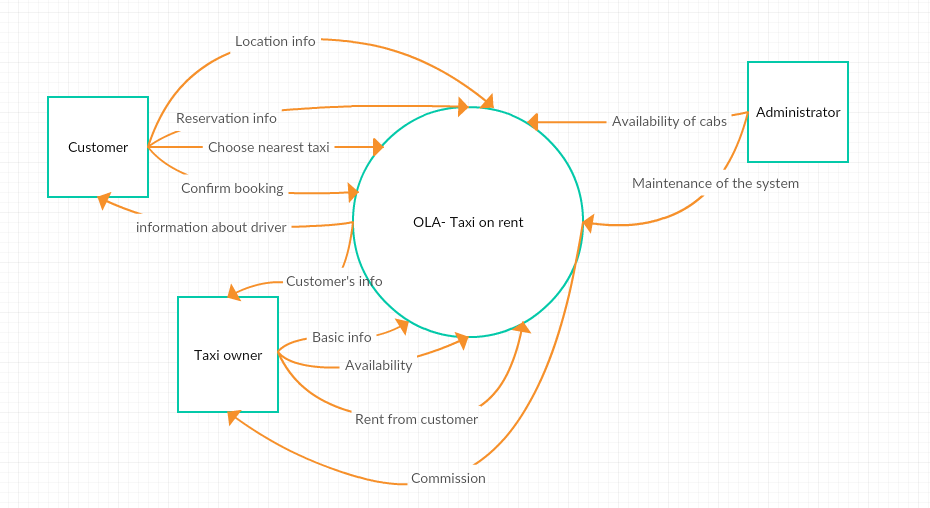 Location info
Reservation info
Availability of cabs
Administrator
Customer
Choose nearest taxi
Confirm booking
Maintenance of the system
information about driver
OLA- Taxi on rent
Customer's info
Basic info
Taxi owner
Availability
Rent from customer
Commission